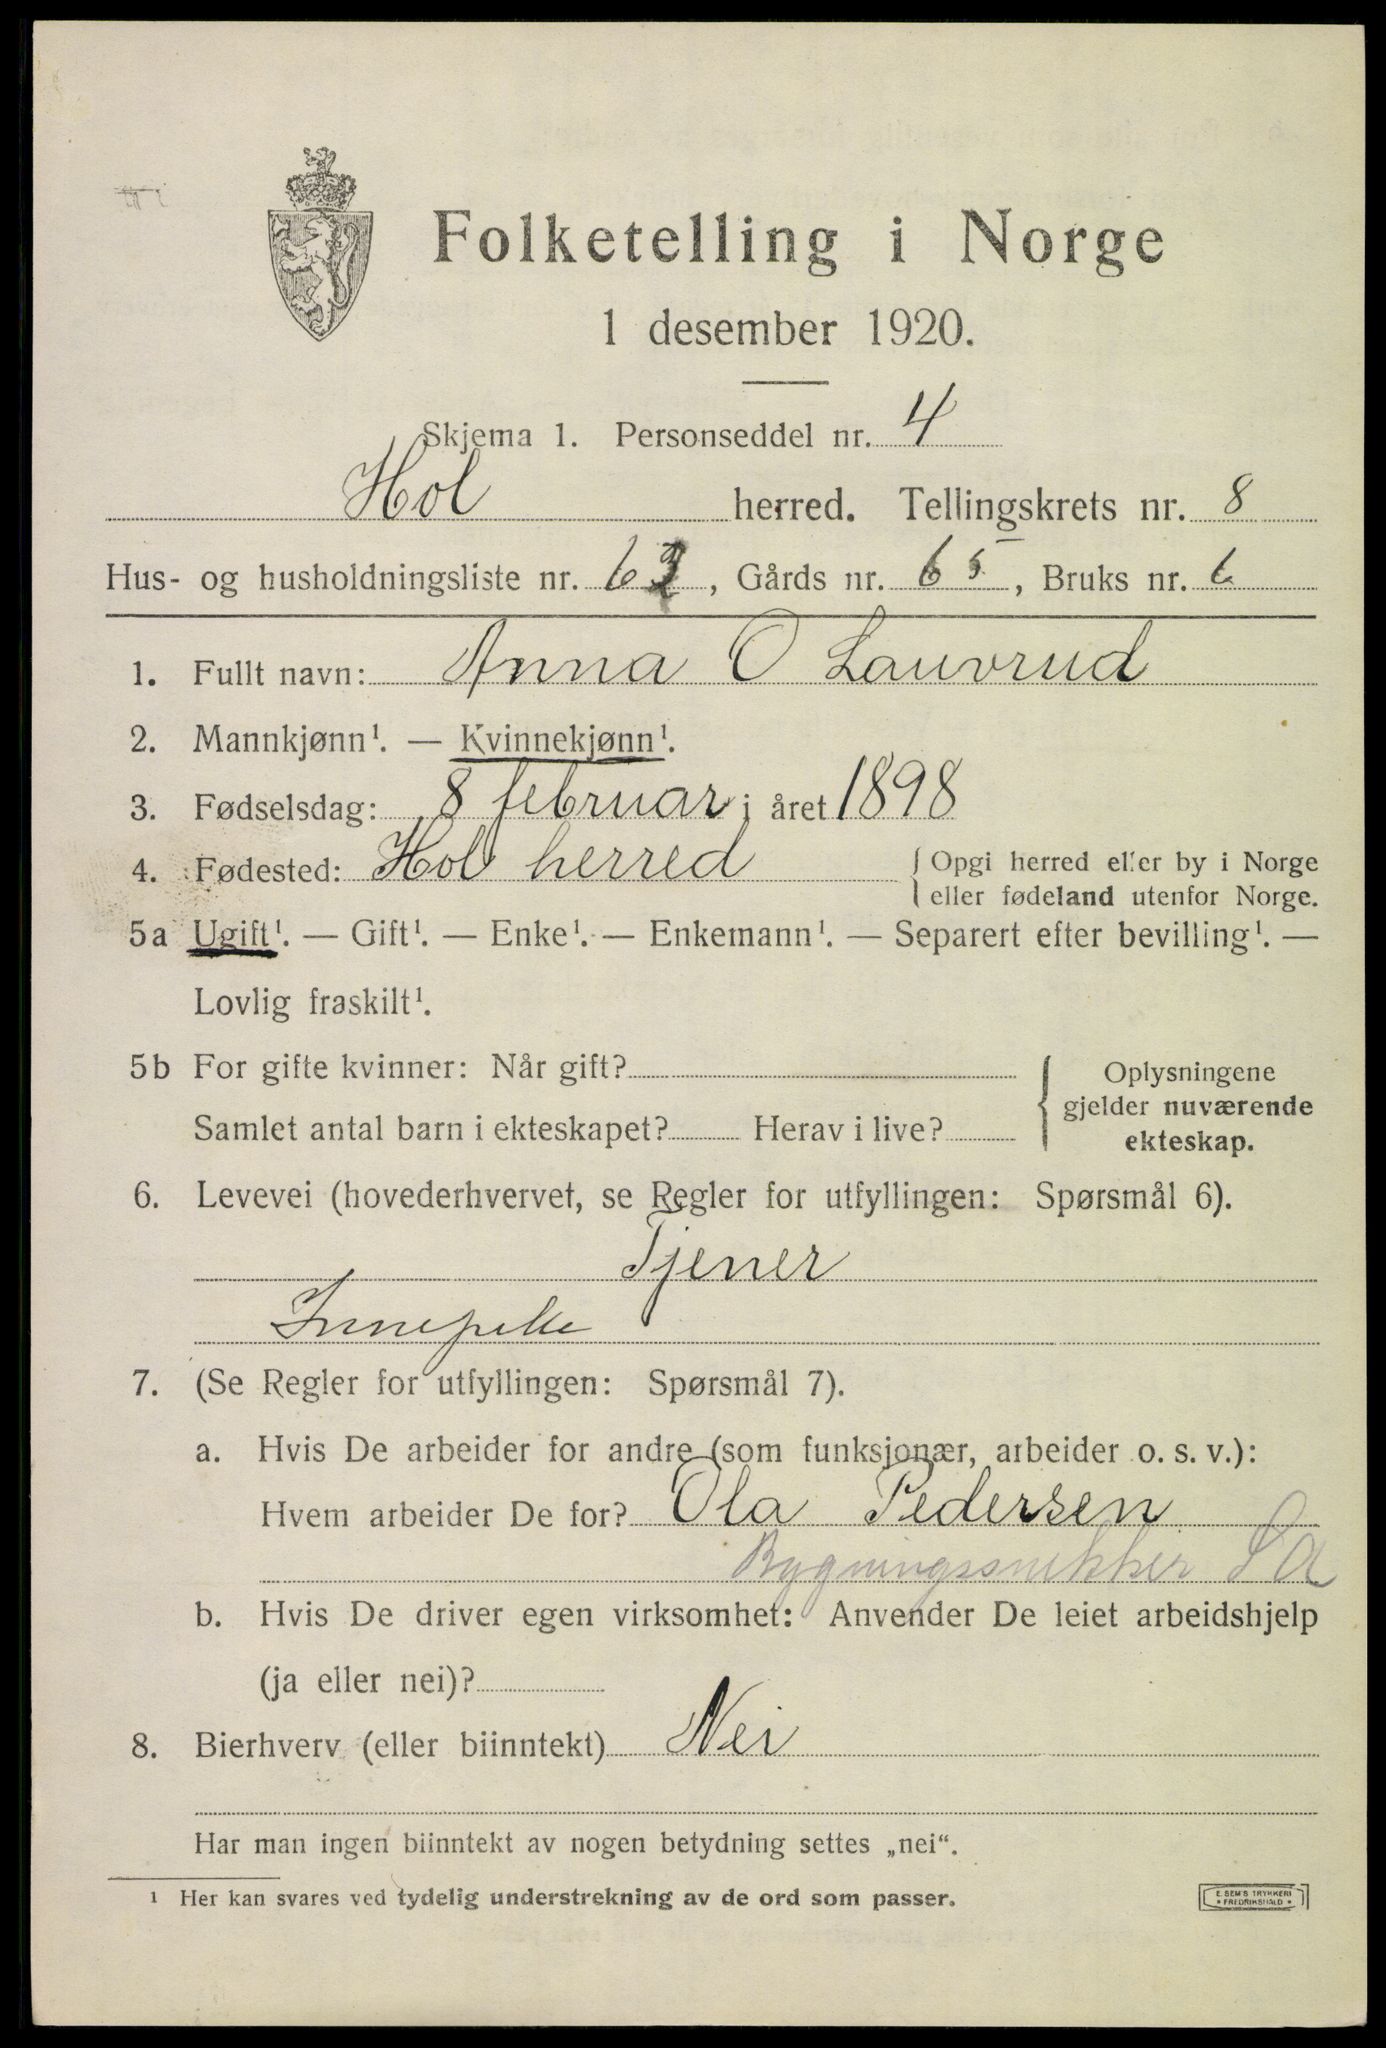 Folketelling i Norge
1 desember 1920.
Skjema 1. Personseddel nr. 4
Hol herred. Tellingskrets nr. 8
Hus- og husholdningsliste nr. 63, Gårds nr. 65, Bruks nr. 6
1. Fullt navn: Anna O Lauvrud
2. Mannkjønn¹. — Kvinnekjønn¹.
3. Fødselsdag: 8 februar i året 1898
4. Fødested: Hol herred { Opgi herred eller by i Norge
eller fødeland utenfor Norge.
5a Ugift¹. — Gift¹. — Enke¹. — Enkemann¹. — Separert efter bevilling¹. —
Lovlig fraskilt¹.
5b For gifte kvinner: Når gift?
Samlet antal barn i ekteskapet? Herav i live?
{ Oplysningene
gjelder nuværende
ekteskap.
6. Levevei (hovederhvervet, se Regler for utfyllingen: Spørsmål 6).
Tjener
7. (Se Regler for utfyllingen: Spørsmål 7).
a. Hvis De arbeider for andre (som funksjonær, arbeider o. s. v.):
Hvem arbeider De for? Ola Pedersen
Bygningssnekker
b. Hvis De driver egen virksomhet: Anvender De leiet arbeidshjelp
(ja eller nei)?
8. Bierhverv (eller biinntekt) Nei
Har man ingen biinntekt av nogen betydning settes „nei“.
¹ Her kan svares ved tydelig understrekning av de ord som passer.
E. SEM'S TRYKKERI
• FREDRIKSHALD •